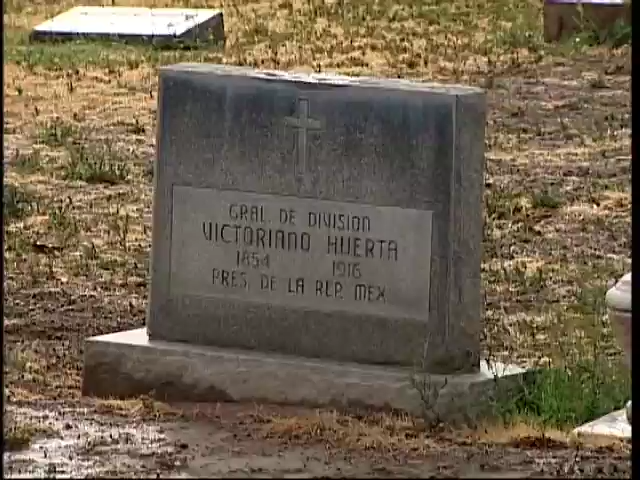 GRAL. DE DIVISION
VICTORIANO HUERTA
1854 1916
PRES. DE LA REP. MEX.